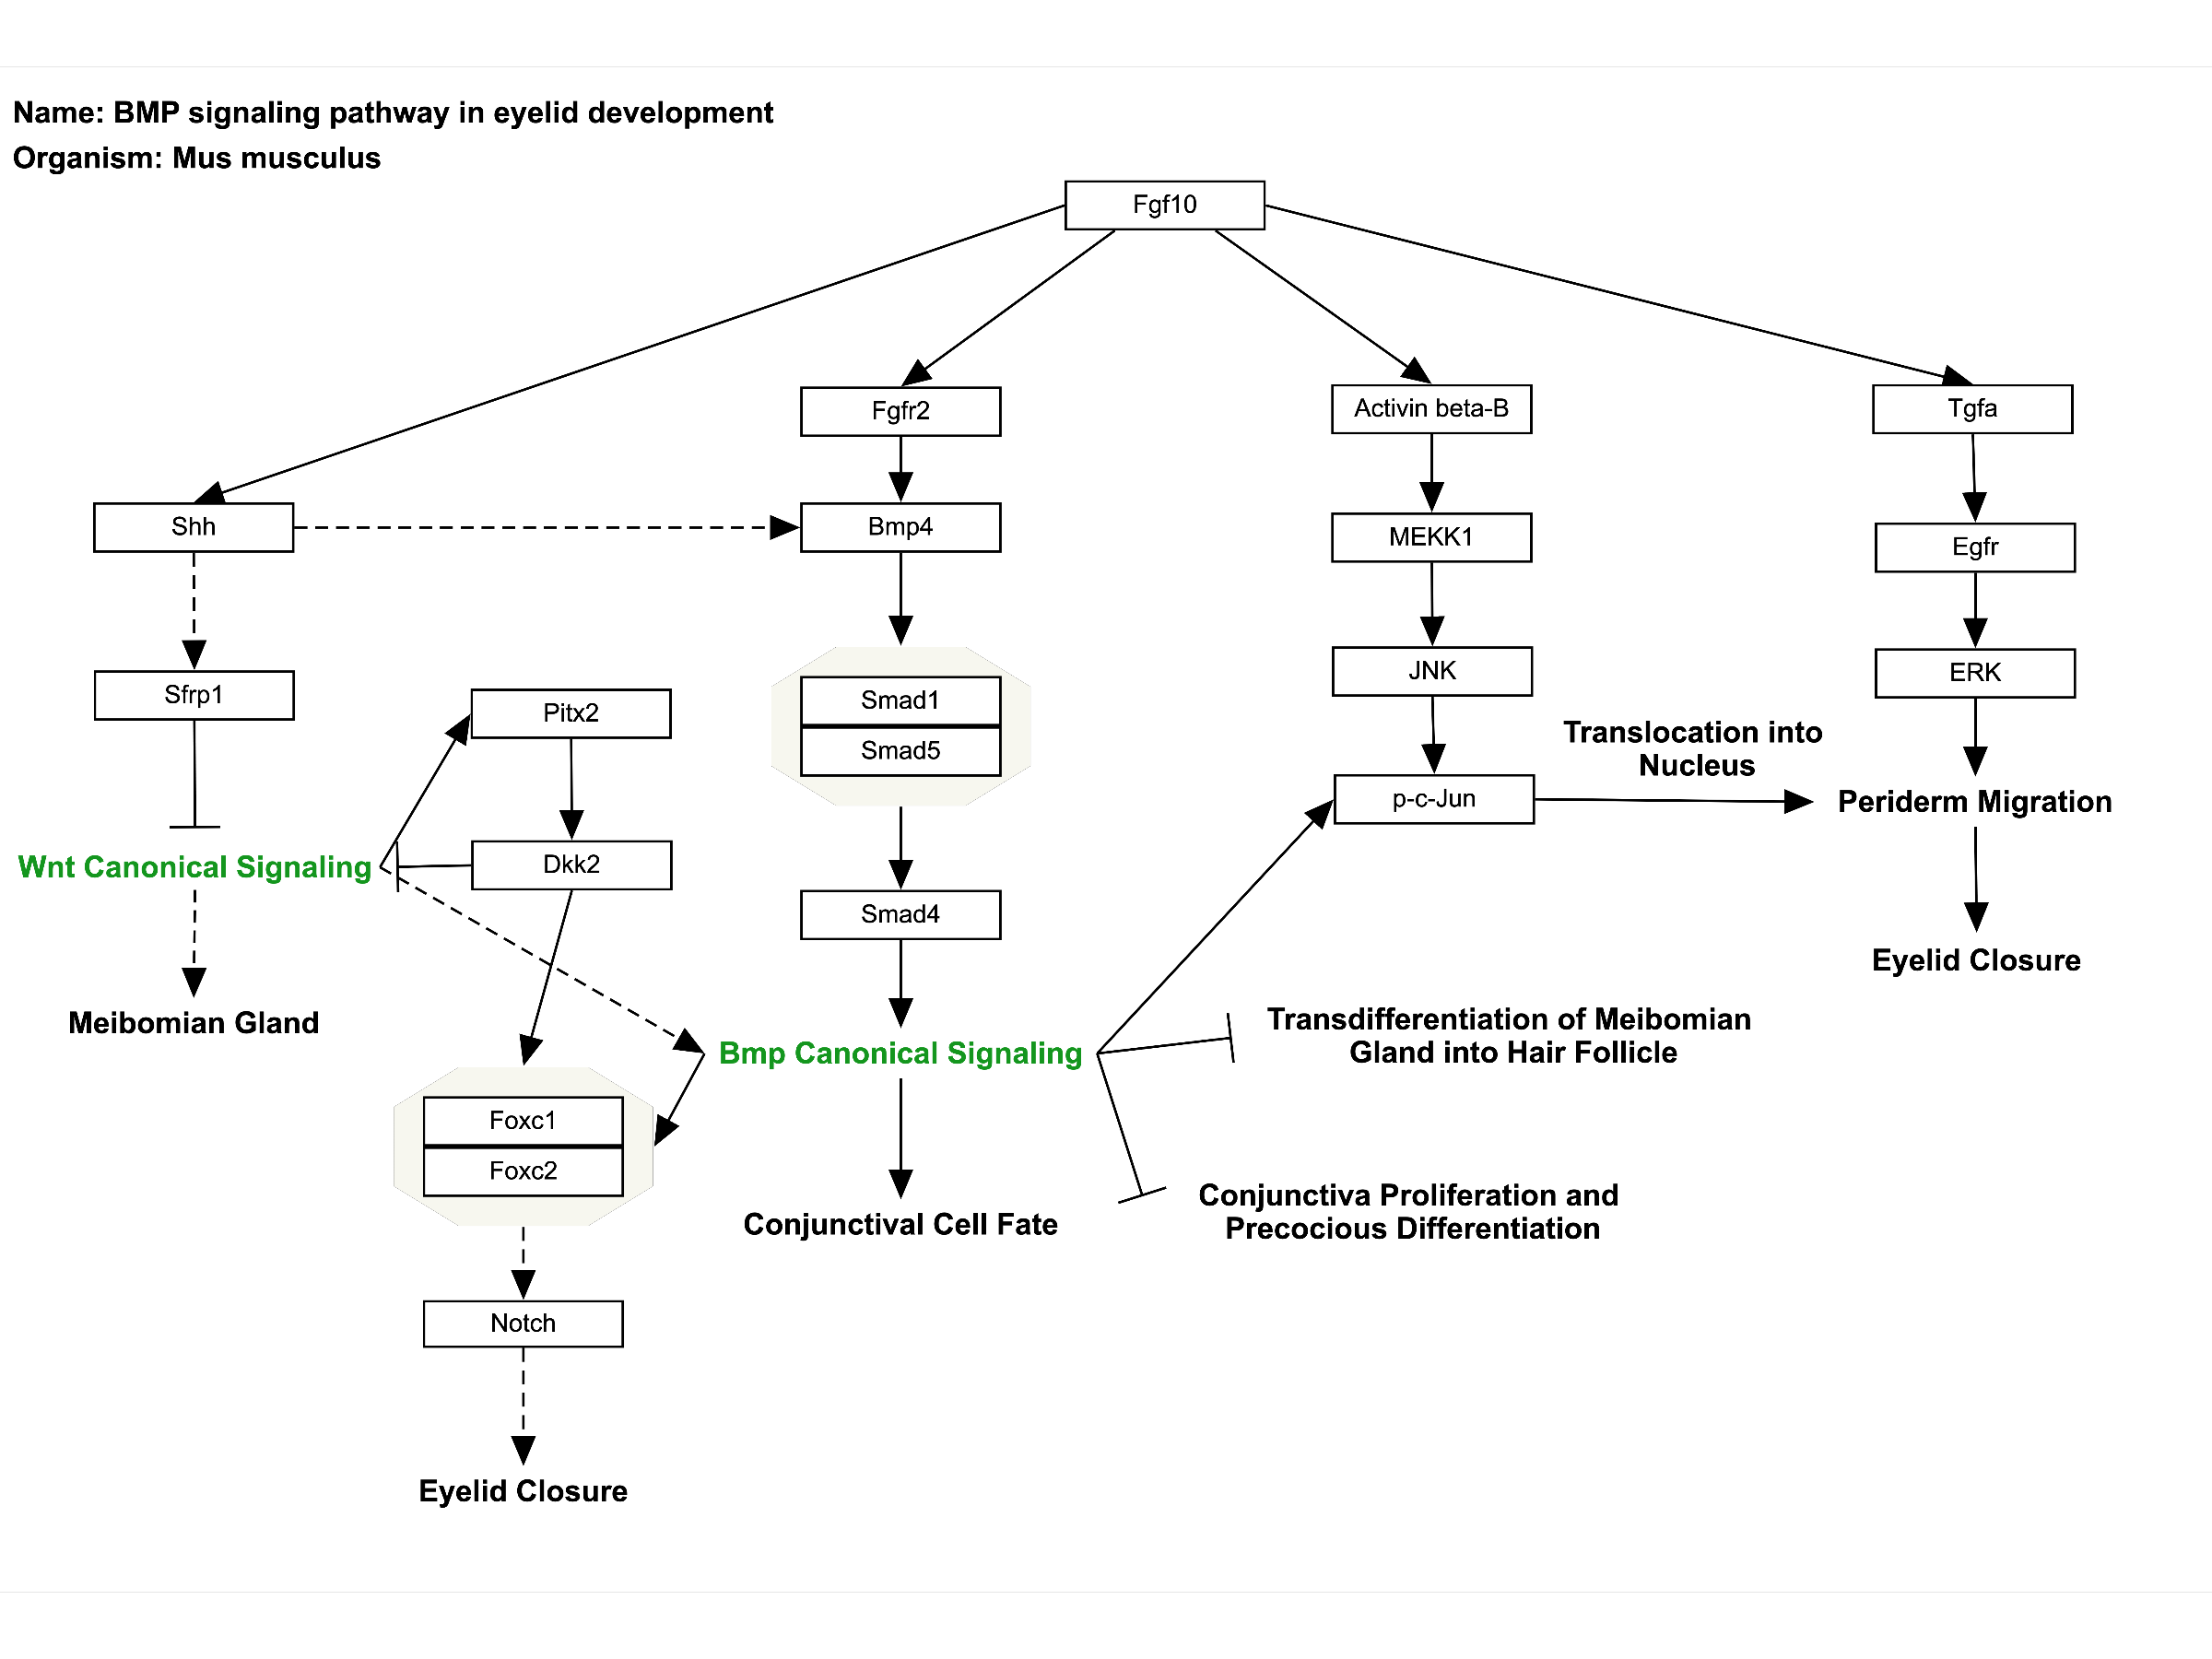 Name: BMP signaling pathway in eyelid development
Organism: Mus musculus
Fgf10
Fgfr2
Activin beta-B
Tgfa
Shh
Bmp4
MEKK1
Egfr
Sfrp1
Pitx2
Smad1
Smad5
JNK
ERK
Translocation into
Nucleus
p-c-Jun
Periderm Migration
Wnt Canonical Signaling
Dkk2
Smad4
Eyelid Closure
Meibomian Gland
Bmp Canonical Signaling
Transdifferentiation of Meibomian
Gland into Hair Follicle
Foxc1
Foxc2
Conjunctival Cell Fate
Conjunctiva Proliferation and
Precocious Differentiation
Notch
Eyelid Closure